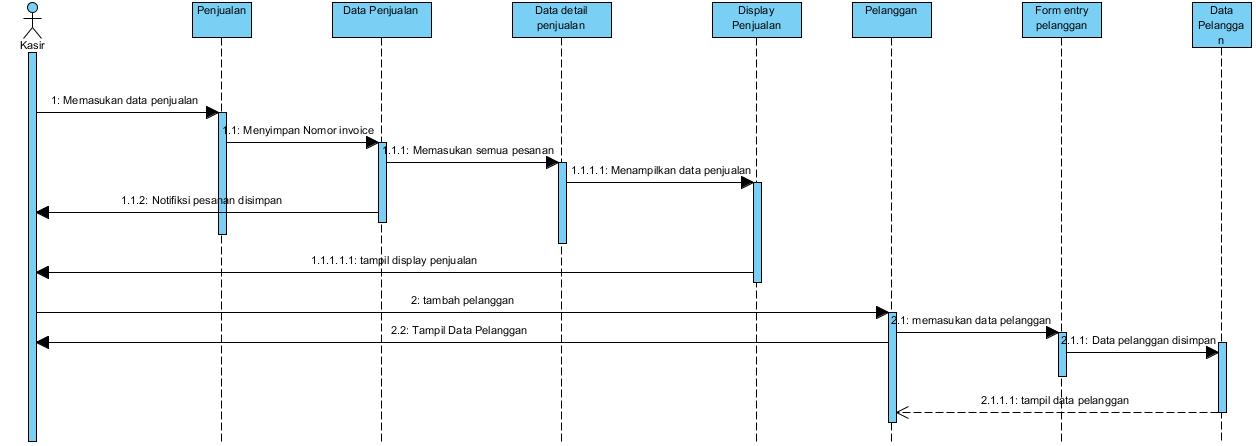 Kasir
Penjualan
Data Penjualan
Data detail
penjualan
Display
Penjualan
Pelanggan
Form entry
pelanggan
Data
Pelangga
n
1: Memasukan data penjualan
1.1: Menyimpan Nomor invoice
1.1.1: Memasukan semua pesanan
1.1.1.1: Menampilkan data penjualan
1.1.2: Notifiksi pesanan disimpan
1.1.1.1.1: tampil display penjualan
2: tambah pelanggan
2.1: memasukan data pelanggan
2.2: Tampil Data Pelanggan
2.1.1: Data pelanggan disimpan
2.1.1.1: tampil data pelanggan